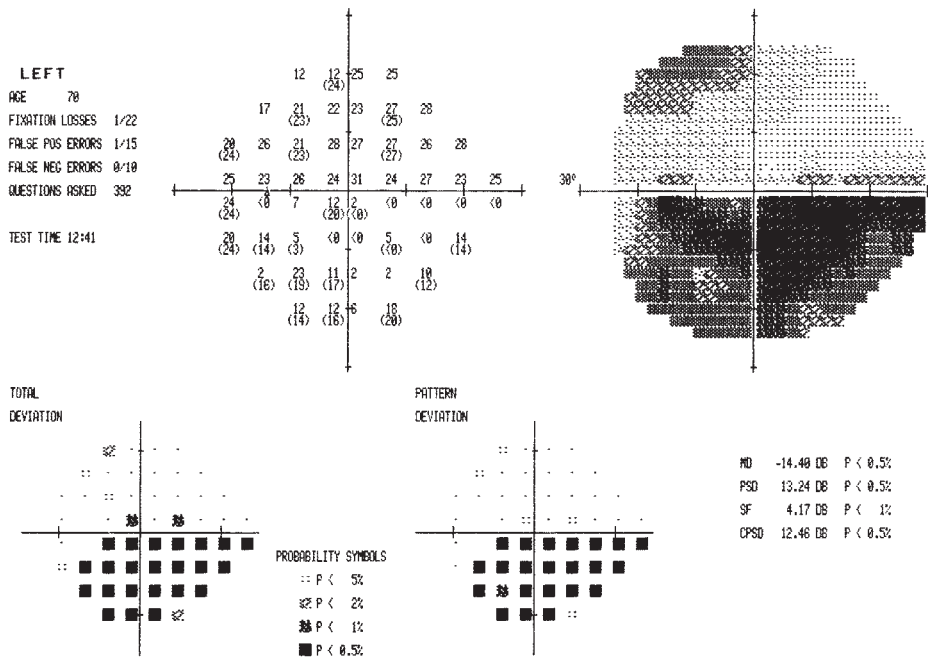 LEFT
AGE 70
FIXATION LOSSES 1/22
FALSE POS ERRORS 1/15
FALSE NEG ERRORS 0/10
QUESTIONS ASKED 392
TEST TIME 12:41
12 12 25 25
(24)
17 21 22 23 27 28
(23) (25)
20 26 21 28 27 27 26 28
(24) (23) (27)
25 23 26 24 31 24 27 23 25
30°
24 <0 7 12 2 <0 <0 <0 <0
(24) (20) (<0)
20 14 5 <0 <0 5 <0 14
(24) (14) (3) (<0) (14)
2 23 11 2 2 10
(16) (19) (17) (12)
12 12 6 18
(14) (16) (20)
TOTAL
DEVIATION
PATTERN
DEVIATION
MD -14.40 DB P < 0.5%
PSD 13.24 DB P < 0.5%
SF 4.17 DB P < 1%
CPSD 12.46 DB P < 0.5%
PROBABILITY SYMBOLS
P < 5%
P < 2%
P < 1%
P < 0.5%